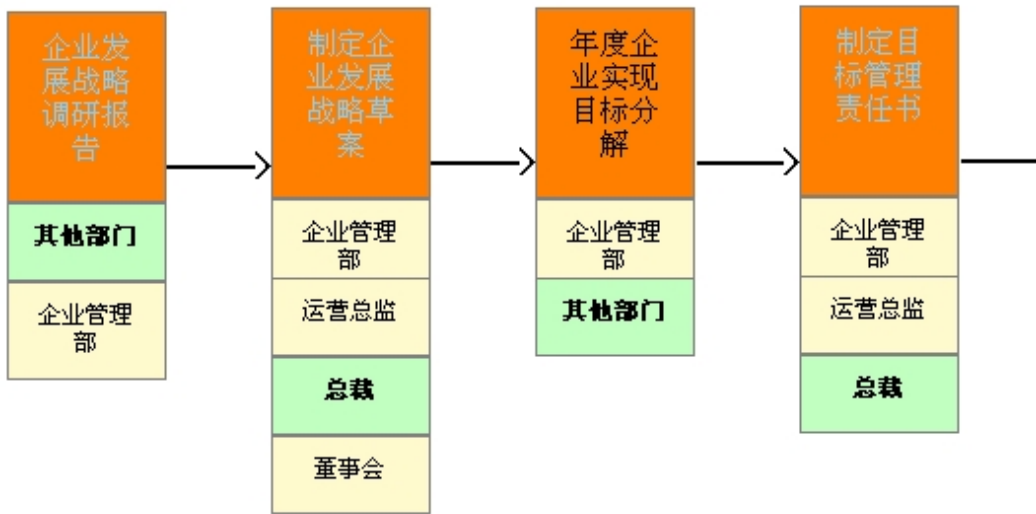 企业发
展战略
调研报
告
其他部门
企业管理
部
制定企
业发展
战略草
案
企业管理
部
运营总监
总裁
董事会
年度企
业实现
目标分
解
企业管理
部
其他部门
制定目
标管理
责任书
企业管理
部
运营总监
总裁